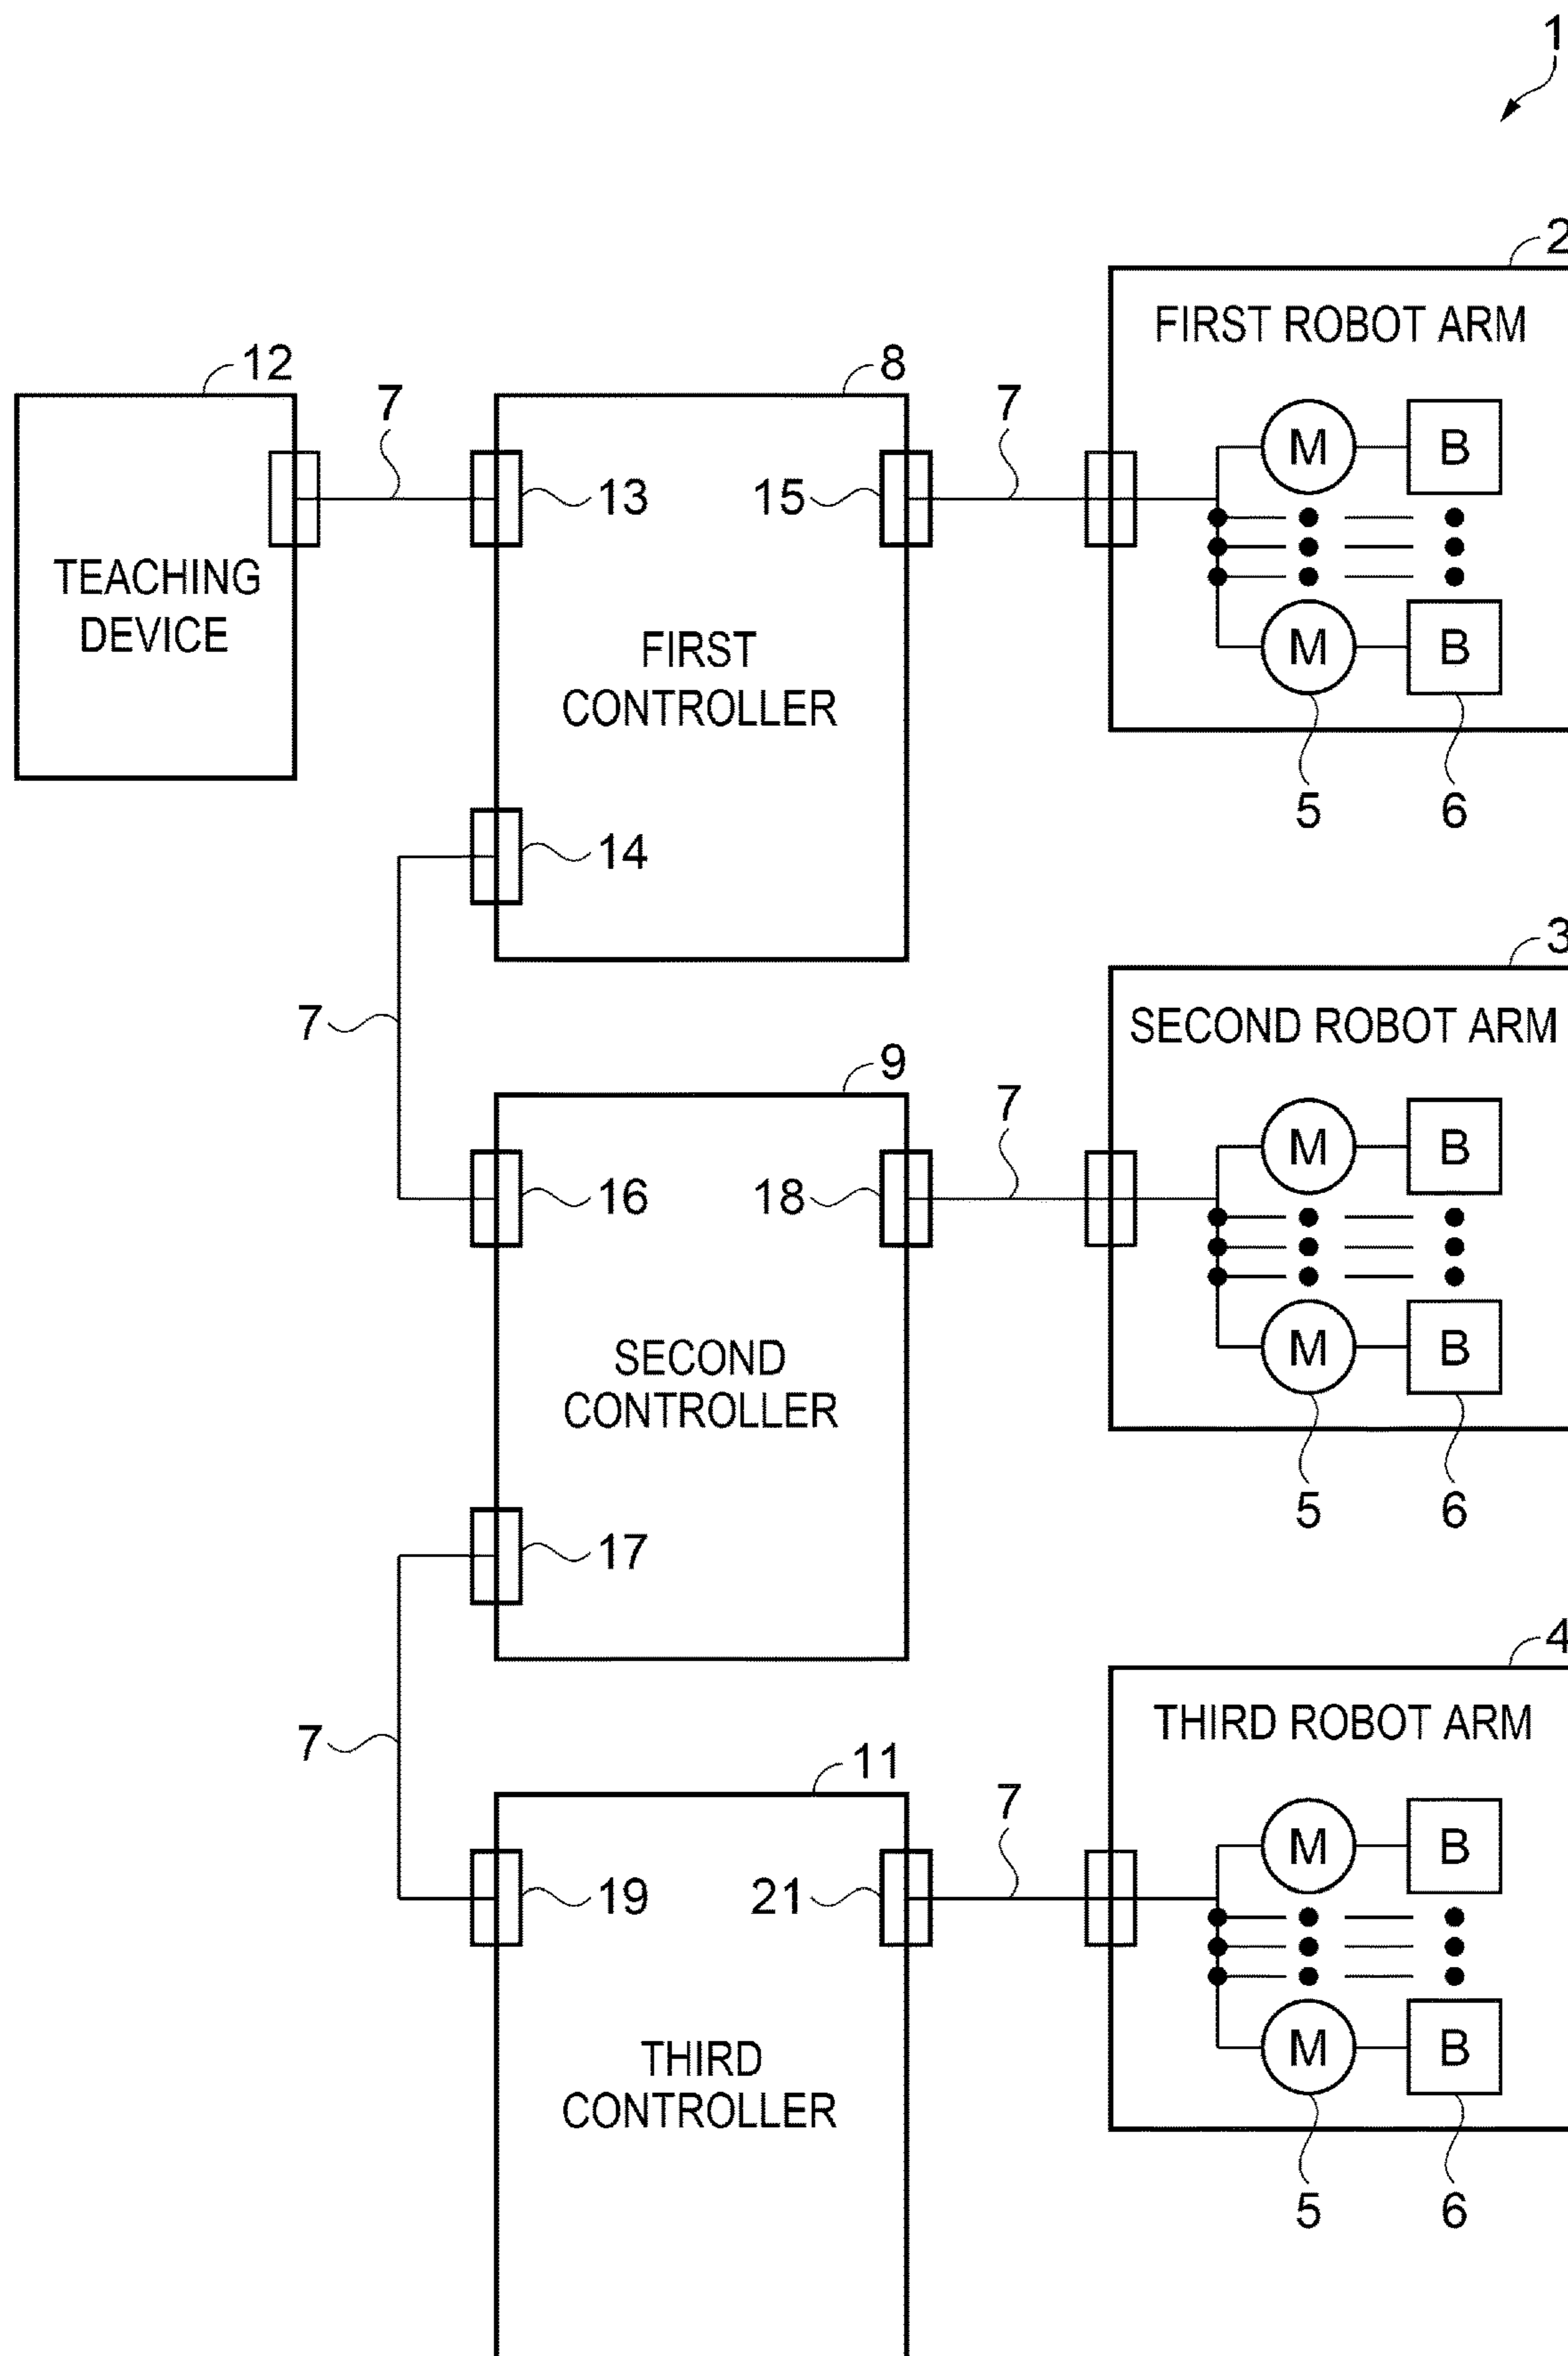 1
2
FIRST ROBOT ARM
12
7
8
7
M
B
13
15
TEACHING
DEVICE
FIRST
CONTROLLER
M
B
5
6
14
3
7
SECOND ROBOT ARM
9
7
M
B
16
18
SECOND
CONTROLLER
M
B
5
6
17
4
7
THIRD ROBOT ARM
11
7
M
B
19
21
THIRD
CONTROLLER
M
B
5
6